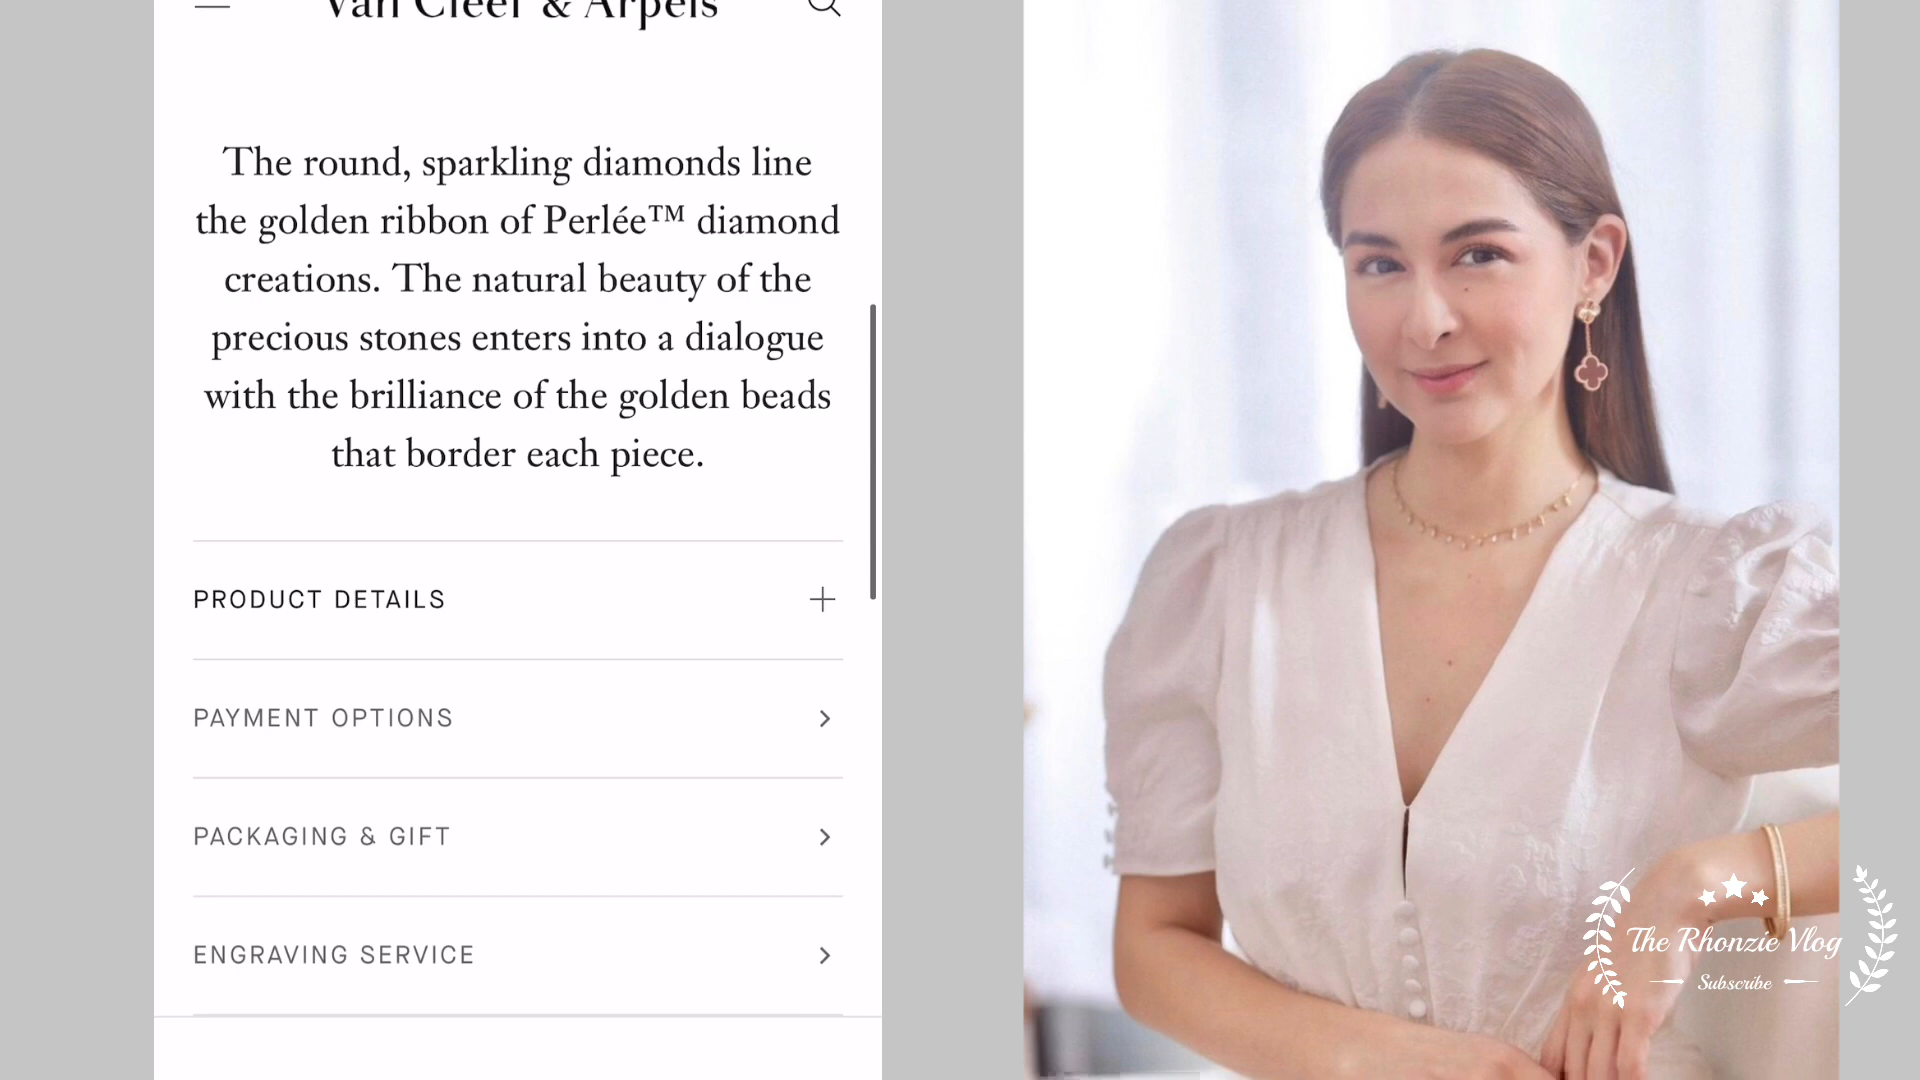 Van Cleef & Arpels
The round, sparkling diamonds line
the golden ribbon of Perlée™ diamond
creations. The natural beauty of the
precious stones enters into a dialogue
with the brilliance of the golden beads
that border each piece.
PRODUCT DETAILS
PAYMENT OPTIONS
PACKAGING & GIFT
ENGRAVING SERVICE
The Rhonzie Vlog
Subscribe